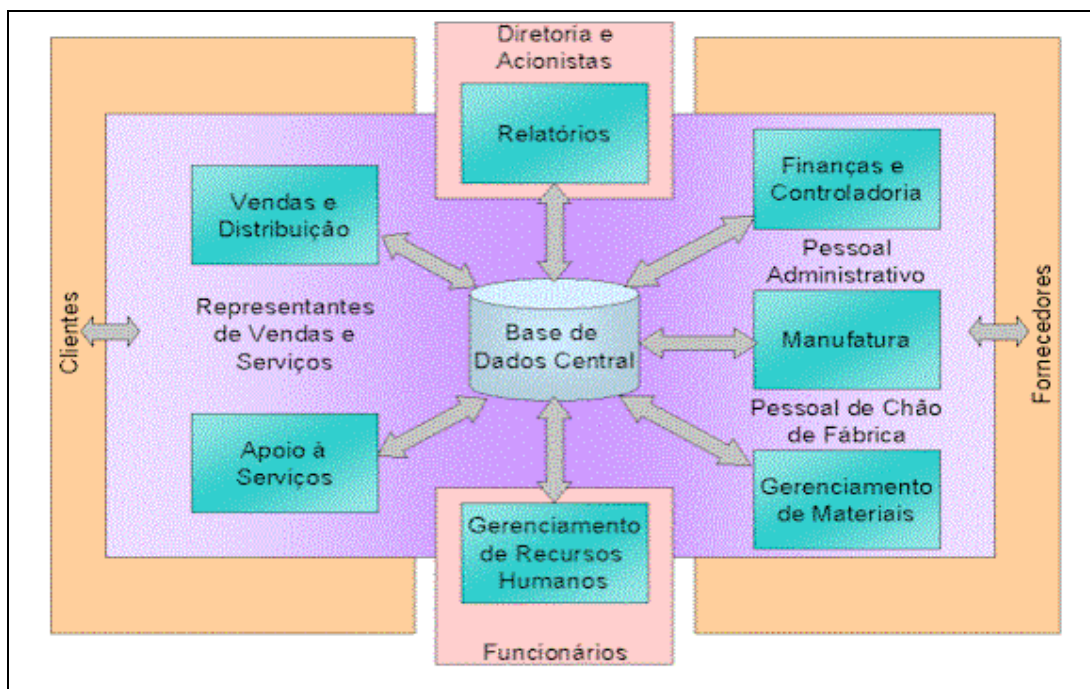 Diretoria e
Acionistas
Relatórios
Vendas e
Distribuição
Finanças e
Controladoria
Pessoal
Administrativo
Representantes
de Vendas e
Serviços
Clientes
Base de
Dados Central
Manufatura
Fornecedores
Pessoal de Chão
de Fábrica
Apoio à
Serviços
Gerenciamento
de Materiais
Gerenciamento
de Recursos
Humanos
Funcionários